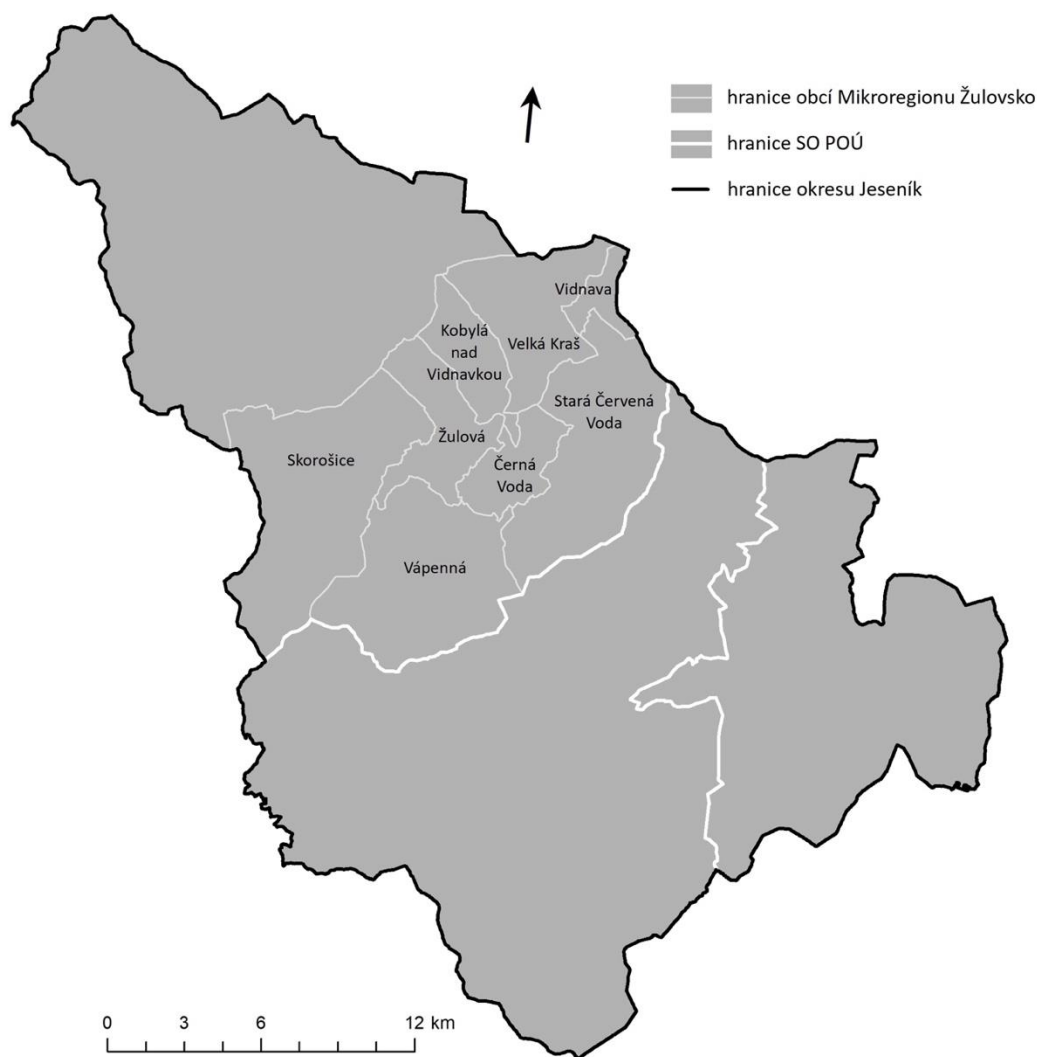 hranice obcí Mikroregionu Žulovsko
hranice SO POÚ
hranice okresu Jeseník
Vidnava
Kobylá
nad
Vidnavkou
Velká Kraš
Stará Červená
Voda
Žulová
Skorošice
Černá
Voda
Vápenná
0 3 6 12 km